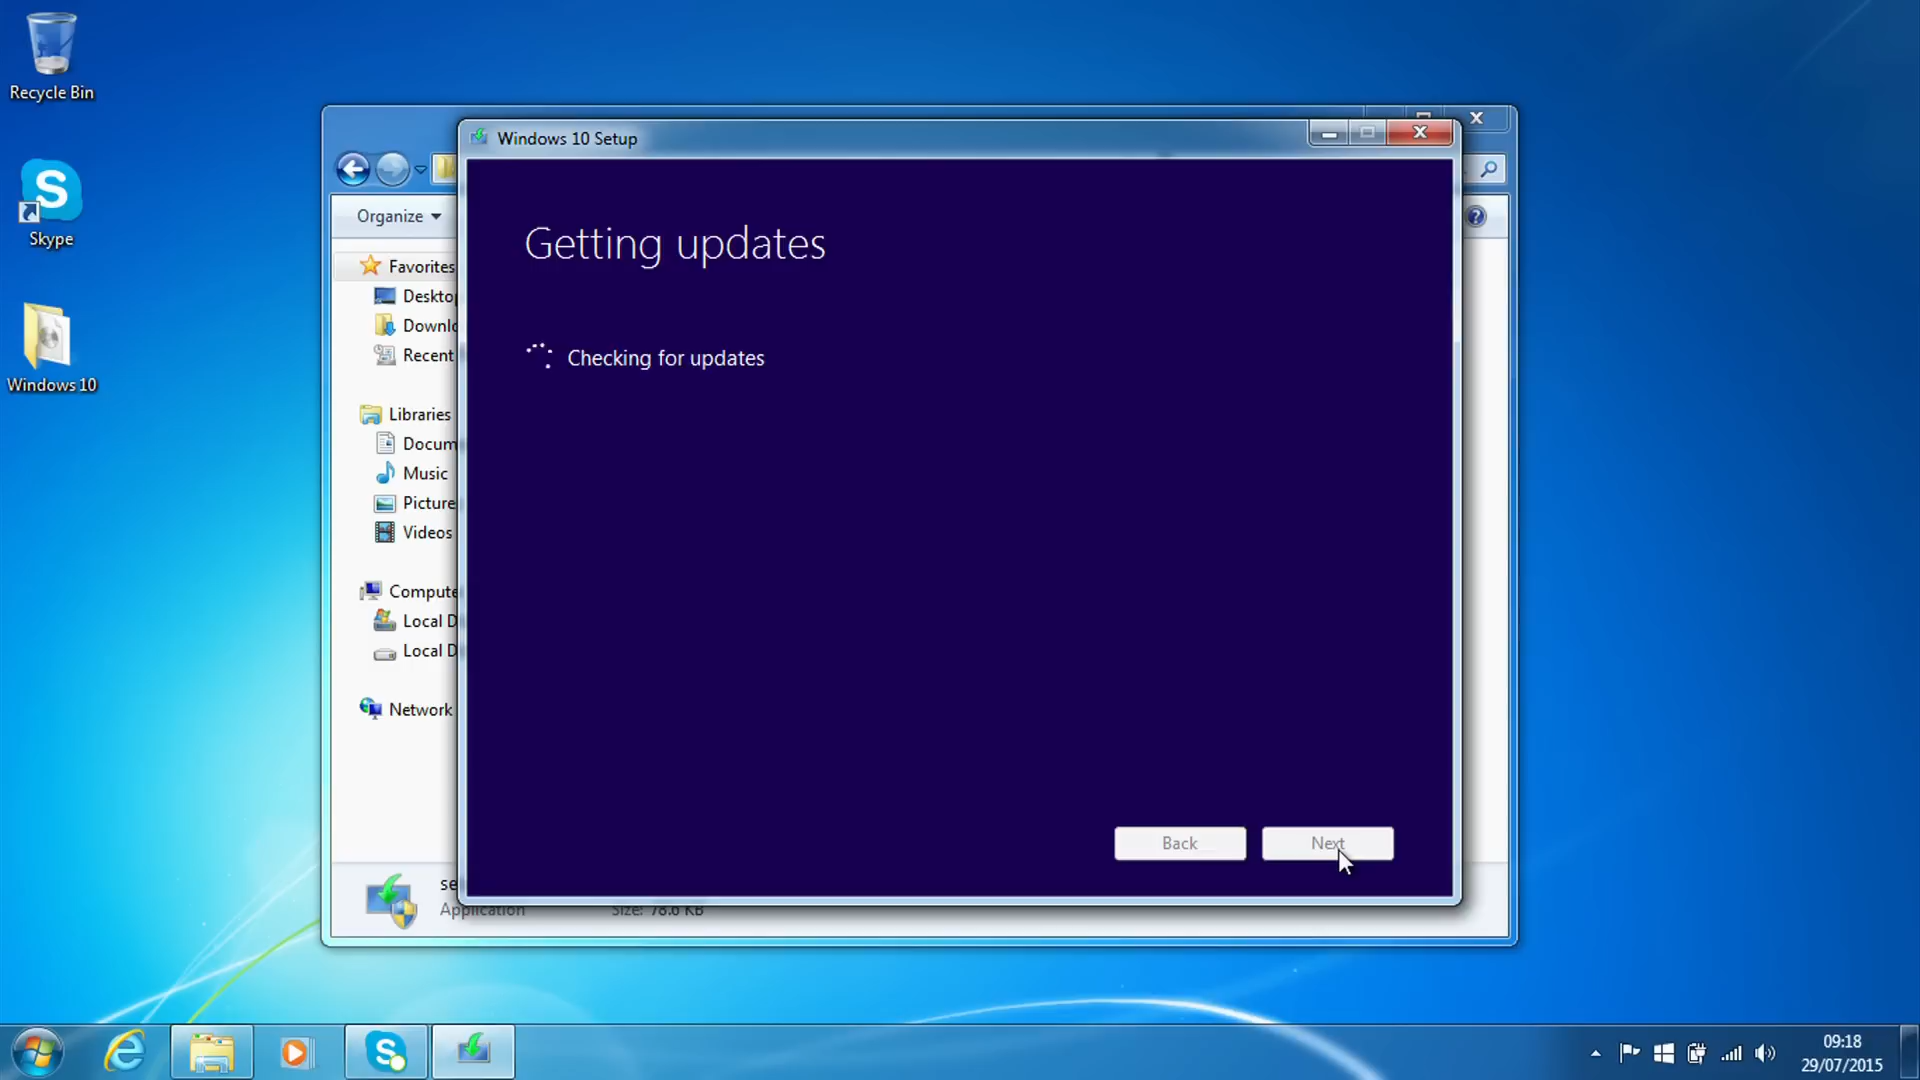 Recycle Bin
Skype
Windows 10
Windows 10 Setup
Organize
Favorites
Deskto
Downlo
Recent
Libraries
Docum
Music
Picture
Videos
Compute
Local D
Local D
Network
Getting updates
Checking for updates
Back
Next
se
Application
Size: 78.6 KB
09:18
29/07/2015